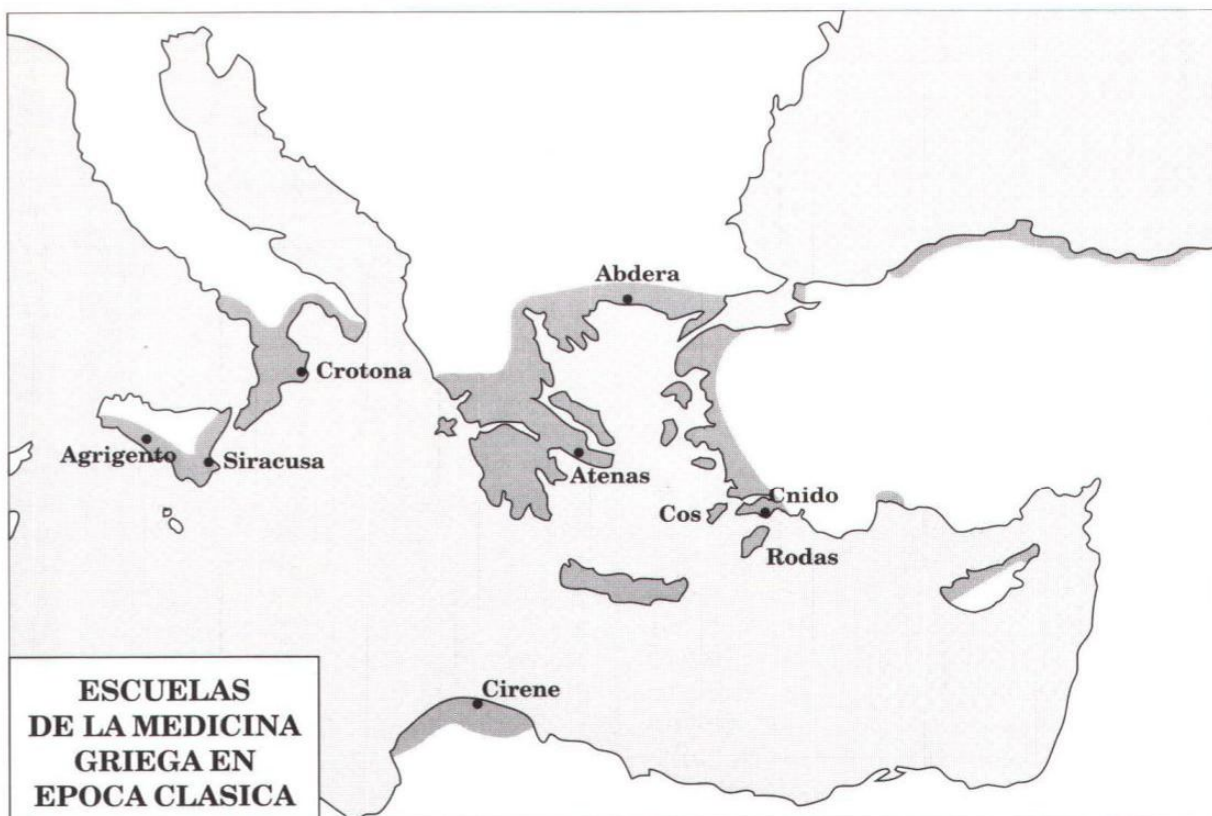 Abdera
Crotona
Agrigento
Siracusa
Atenas
Cnido
Cos
Rodas
Cirene
ESCUELAS
DE LA MEDICINA
GRIEGA EN
EPOCA CLASICA